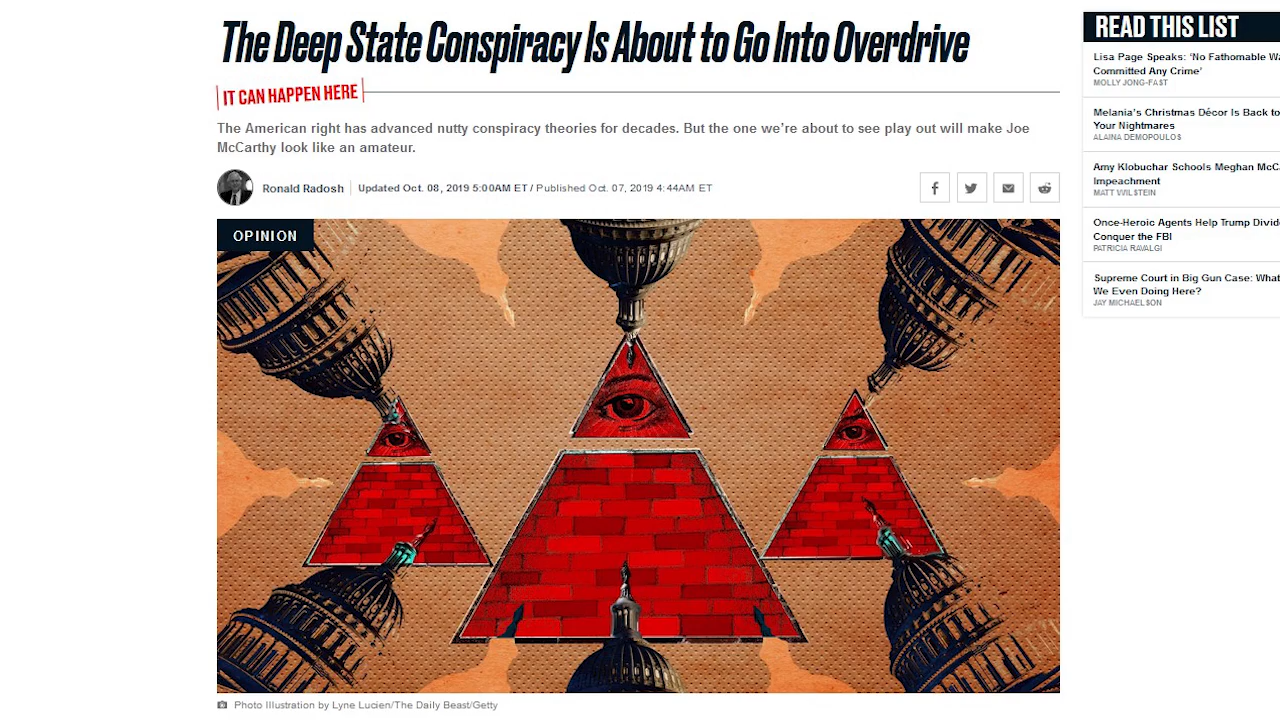 The Deep State Conspiracy Is About to Go Into Overdrive
IT CAN HAPPEN HERE
The American right has advanced nutty conspiracy theories for decades. But the one we're about to see play out will make Joe
McCarthy look like an amateur.
Ronald Radosh
Updated Oct. 08, 2019 5:00AM ET / Published Oct. 07, 2019 4:44AM ET
OPINION
Photo Illustration by Lyne Lucien/The Daily Beast/Getty
READ THIS LIST
Lisa Page Speaks: 'No Fathomable
Committed Any Crime'
MOLLY JONG-FAST
Melania's Christmas Décor Is Back to
Your Nightmares
ALAINA DEMOPOULOS
Amy Klobuchar Schools Meghan
Impeachment
MATT WILSTEIN
Once-Heroic Agents Help Trump
Conquer the FBI
PATRICIA RAVALGI
Supreme Court in Big Gun Case: What
We Even Doing Here?
JAY MICHAELSON